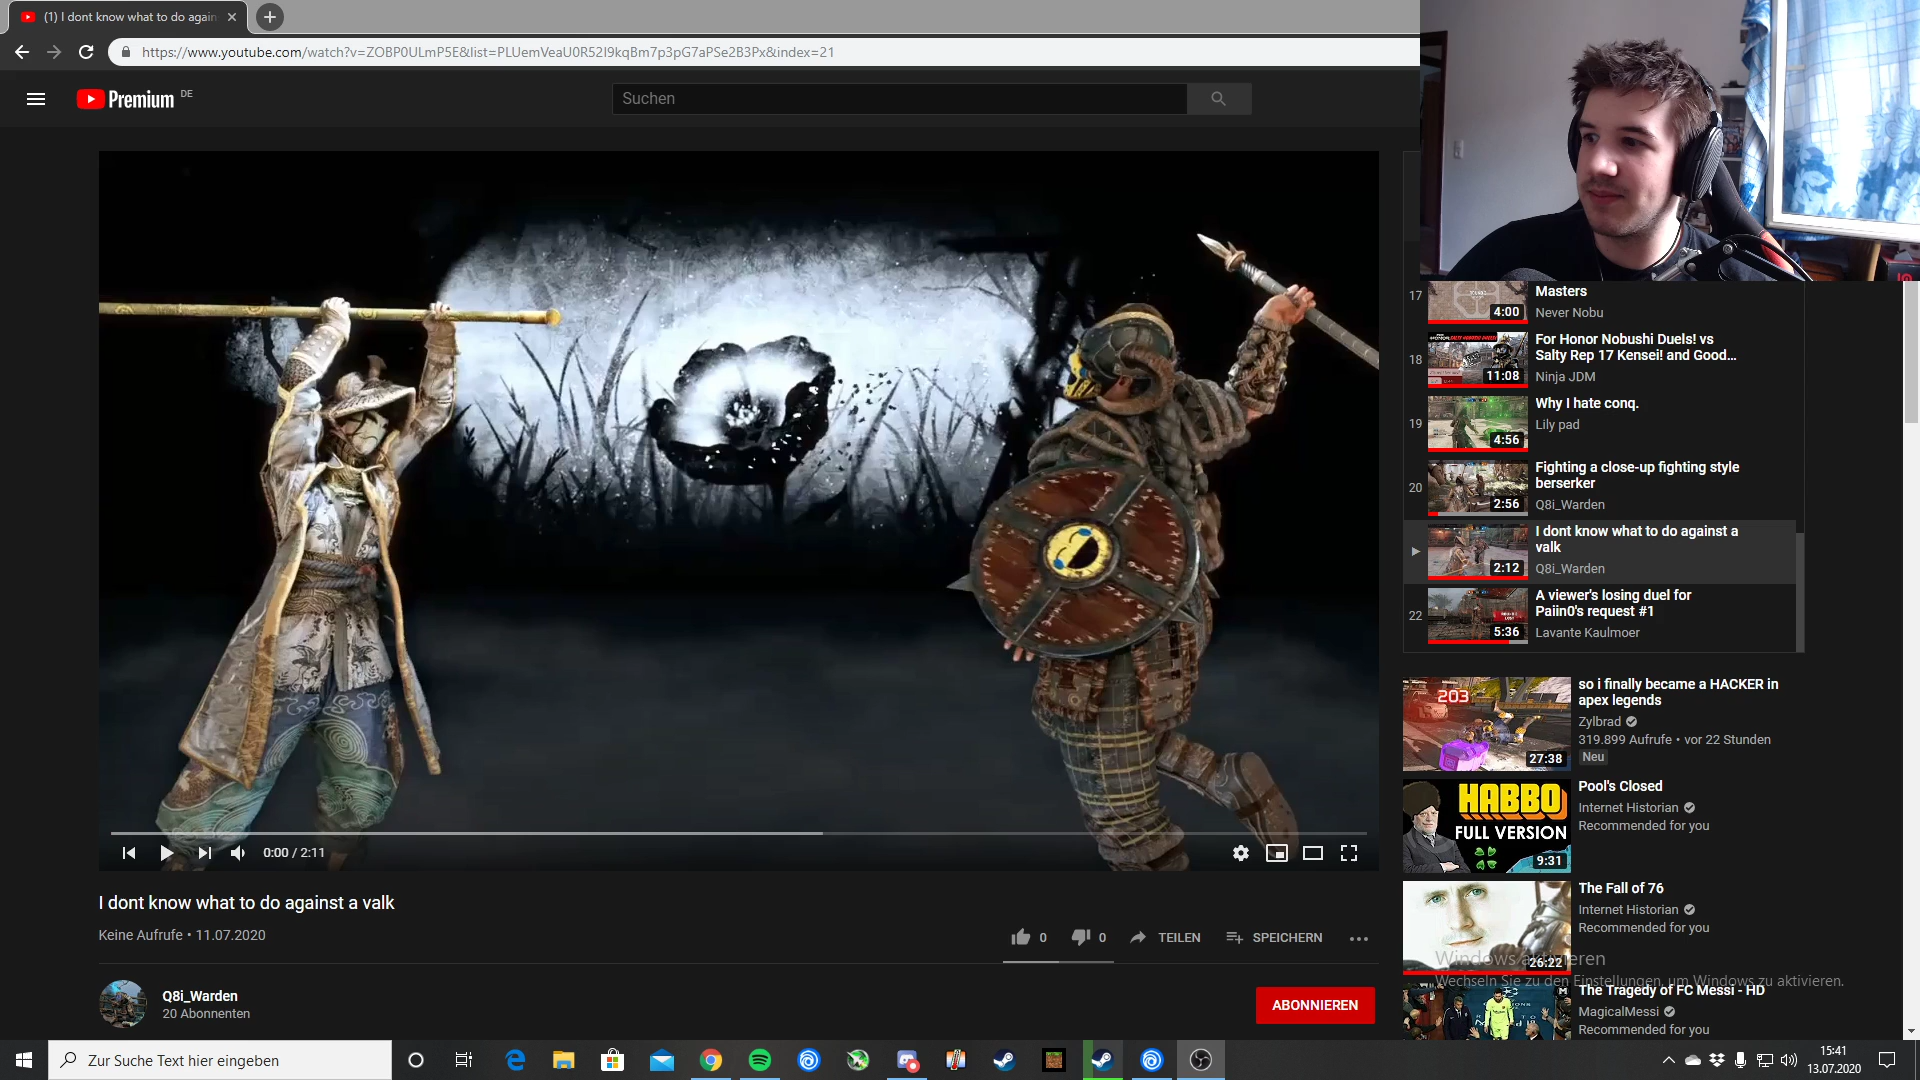 (1) I dont know what to do again
https://www.youtube.com/watch?v=ZOBP0ULmP5E&list=PLUemVeaU0R52I9kqBm7p3pG7aPSe2B3Px&index=21
Premium DE
Suchen
17
4:00
Masters
Never Nobu
18
11:08
For Honor Nobushi Duels! vs
Salty Rep 17 Kensei! and Good...
Ninja JDM
19
4:56
Why I hate conq.
Lily pad
20
2:56
Fighting a close-up fighting style
berserker
Q8i_Warden
2:12
I dont know what to do against a
valk
Q8i_Warden
22
5:36
A viewer's losing duel for
Paiin0's request #1
Lavante Kaulmoer
0:00 / 2:11
I dont know what to do against a valk
Keine Aufrufe • 11.07.2020
0
0
TEILEN
SPEICHERN
Q8i_Warden
20 Abonnenten
ABONNIEREN
203
27:38
so i finally became a HACKER in
apex legends
Zylbrad
319.899 Aufrufe • vor 22 Stunden
Neu
HABBO
FULL VERSION
9:31
Pool's Closed
Internet Historian
Recommended for you
26:22
The Fall of 76
Internet Historian
Recommended for you
Windows aktivieren
Wechseln Sie zu den Einstellungen, um Windows zu aktivieren.
The Tragedy of FC Messi - HD
MagicalMessi
Recommended for you
Zur Suche Text hier eingeben
15:41
13.07.2020